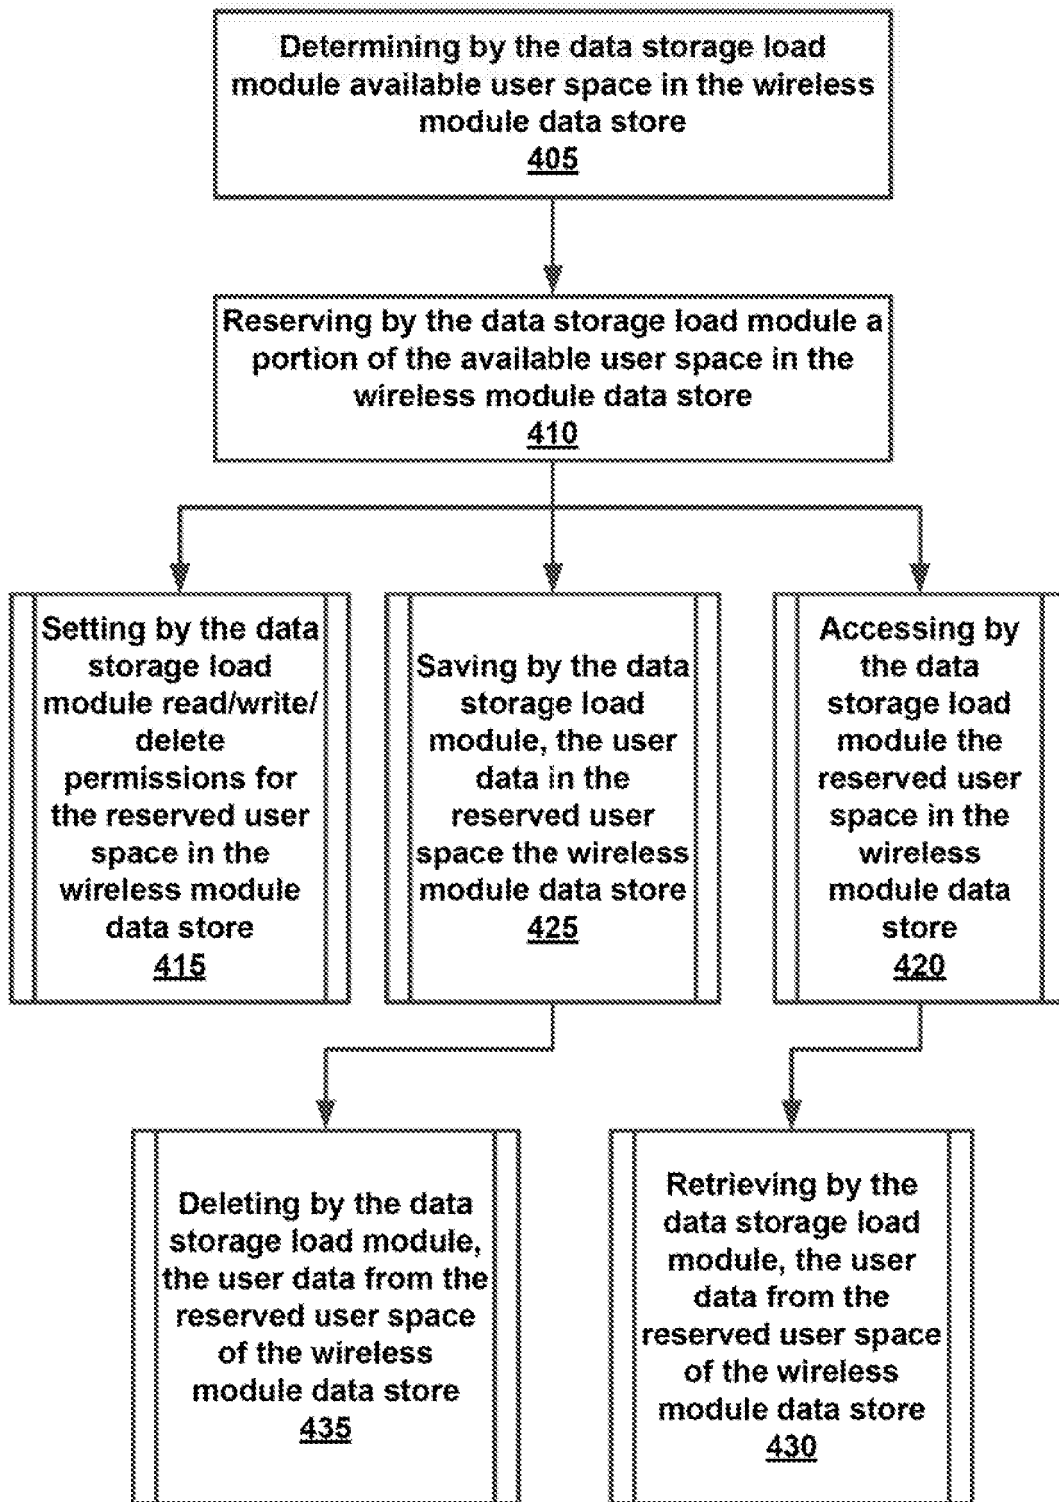 Determining by the data storage load
module available user space in the wireless
module data store
405
Reserving by the data storage load module a
portion of the available user space in the
wireless module data store
410
Setting by the data
storage load
module read/write/
delete
permissions for
the reserved user
space in the
wireless module
data store
415
Saving by the data
storage load
module, the user
data in the
reserved user
space the wireless
module data store
425
Accessing by
the data
storage load
module the
reserved user
space in the
wireless
module data
store
420
Deleting by the data
storage load module,
the user data from the
reserved user space
of the wireless
module data store
435
Retrieving by the
data storage load
module, the user
data from the
reserved user space
of the wireless
module data store
430